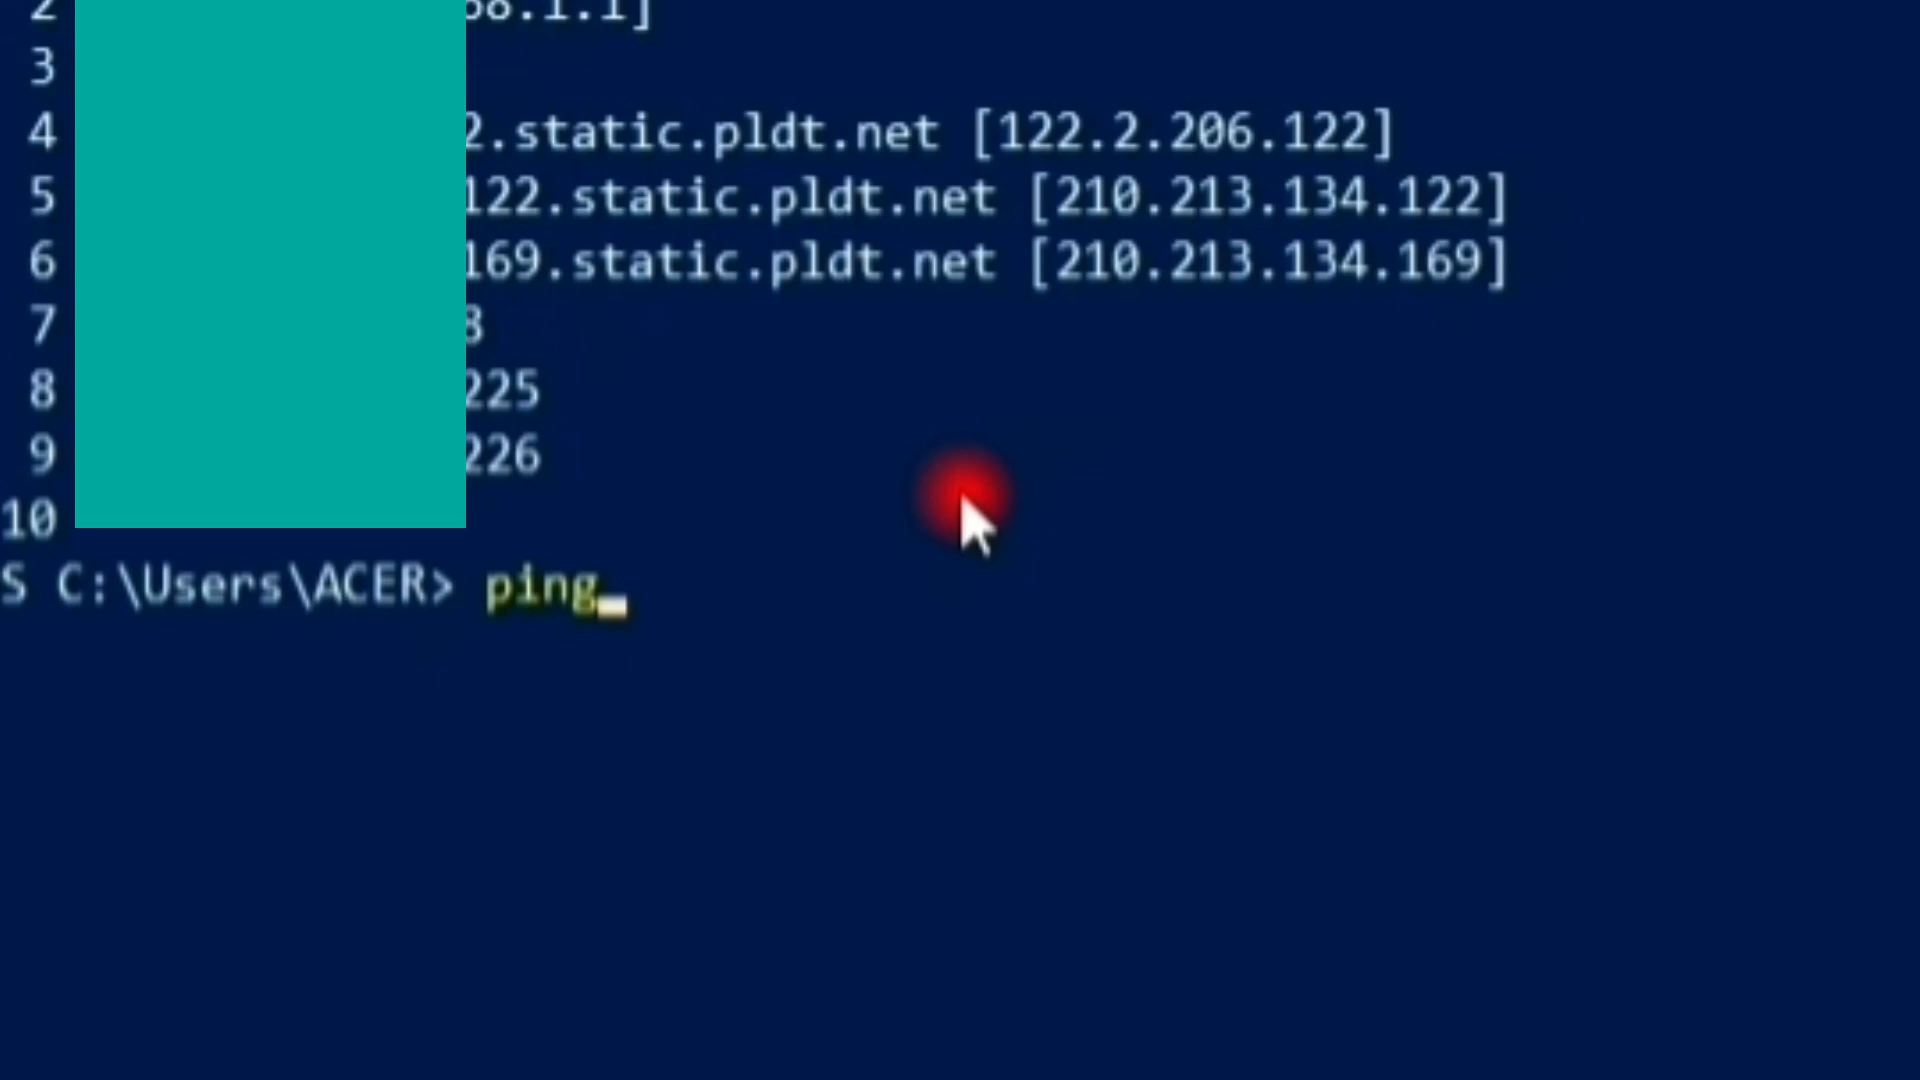 2 68.1.1]
3
4 2.static.pldt.net [122.2.206.122]
5 122.static.pldt.net [210.213.134.122]
6 169.static.pldt.net [210.213.134.169]
7 8
8 225
9 226
10
S C:\Users\ACER> ping_